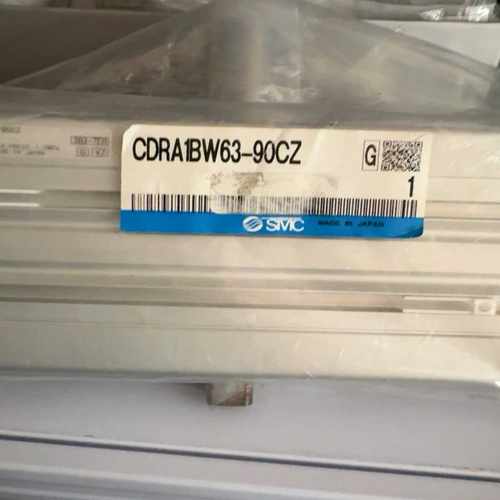 CDRA1BW63-90CZ
G
1
SMC MADE IN JAPAN